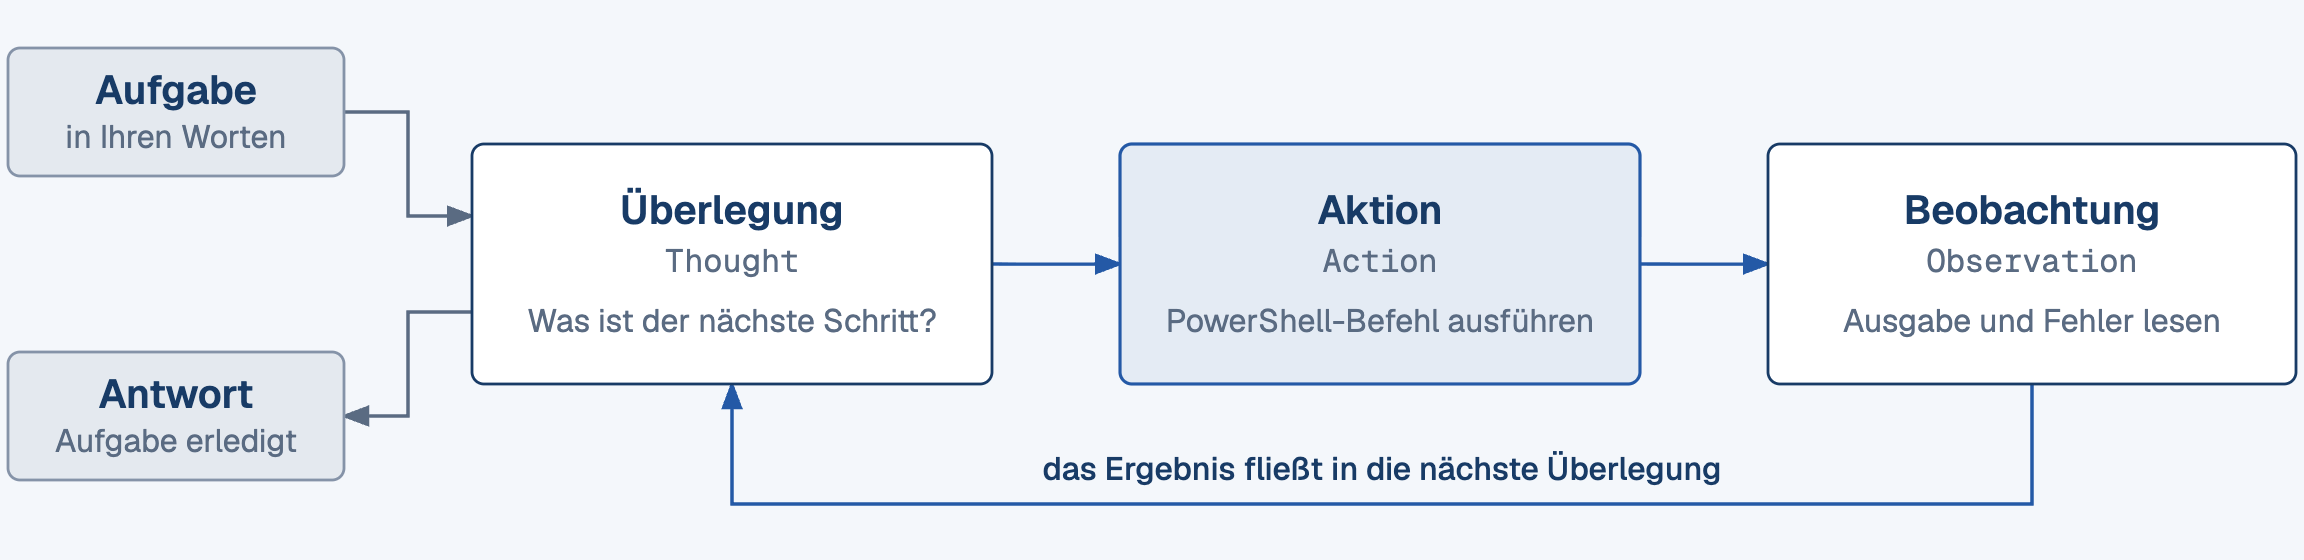 Aufgabe
in Ihren Worten
Überlegung
Thought
Was ist der nächste Schritt?
Aktion
Action
PowerShell-Befehl ausführen
Beobachtung
Observation
Ausgabe und Fehler lesen
Antwort
Aufgabe erledigt
das Ergebnis fließt in die nächste Überlegung